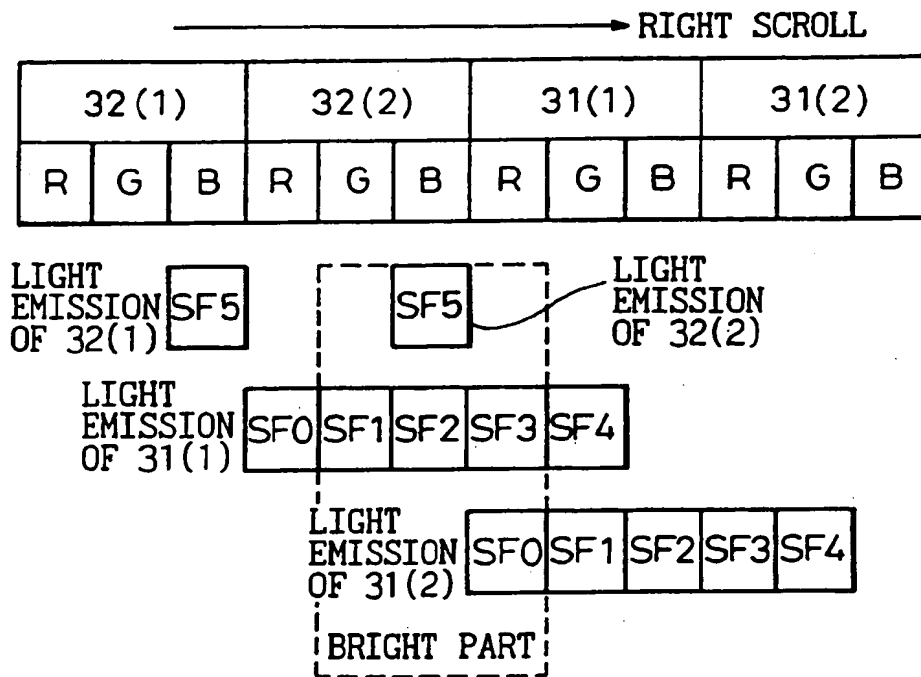 RIGHT SCROLL
32(1) 32(2) 31(1) 31(2)
R G B R G B R G B R G B
LIGHT
EMISSION
OF 32(1)
SF5
SF5
LIGHT
EMISSION
OF 32(2)
LIGHT
EMISSION
OF 31(1)
SF0 SF1 SF2 SF3 SF4
LIGHT
EMISSION
OF 31(2)
SF0 SF1 SF2 SF3 SF4
BRIGHT PART